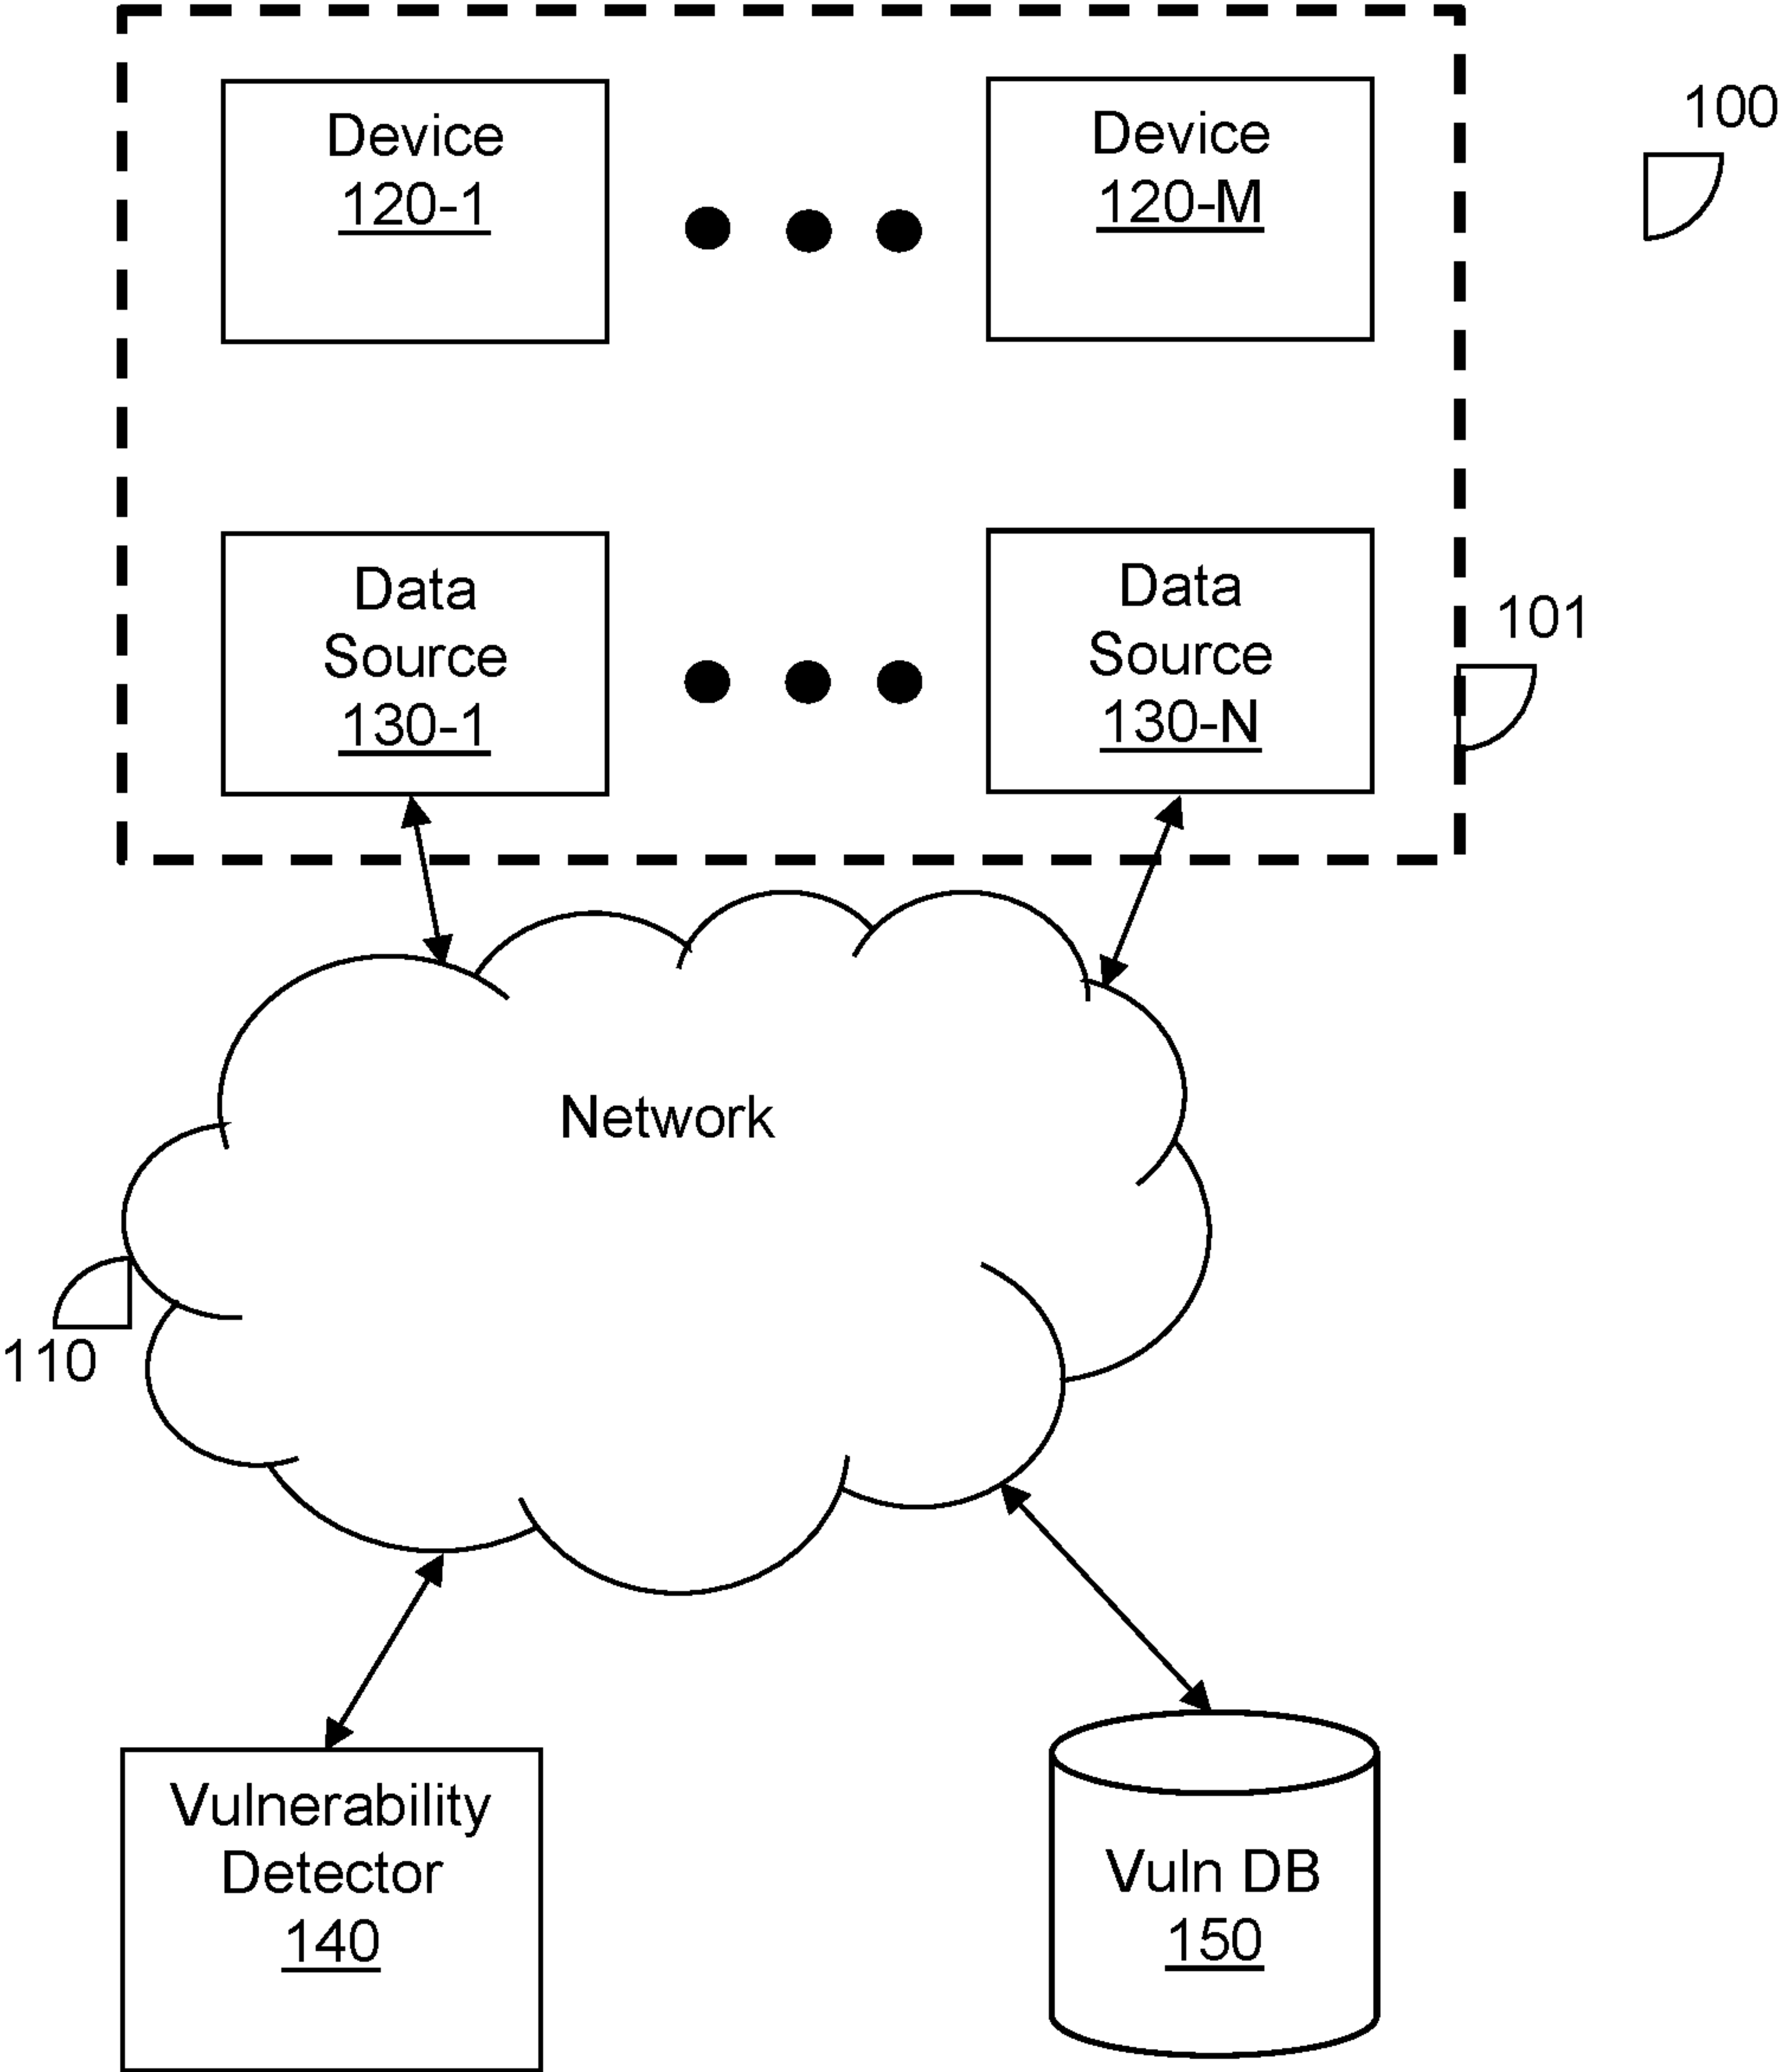 Device
120-1
Device
120-M
100
Data
Source
130-1
Data
Source
130-N
101
Network
110
Vulnerability
Detector
140
Vuln DB
150